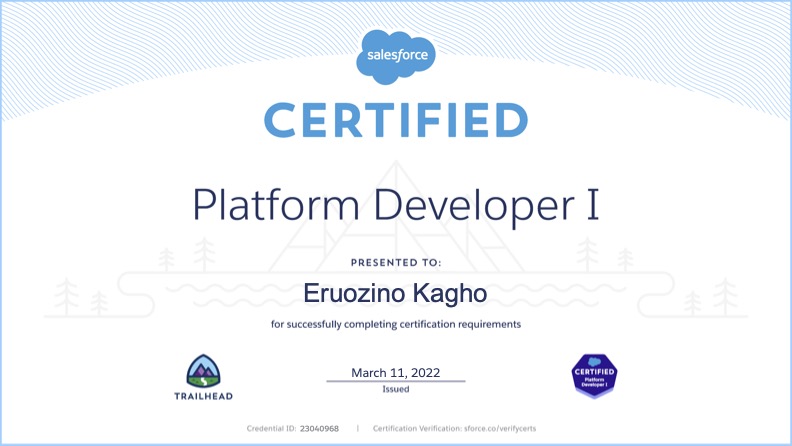 salesforce
CERTIFIED
Platform Developer I
PRESENTED TO:
Eruozino Kagho
for successfully completing certification requirements
TRAILHEAD
March 11, 2022
Issued
CERTIFIED
Platform
Developer I
Credential ID: 23040968 | Certification Verification: sforce.co/verifycerts